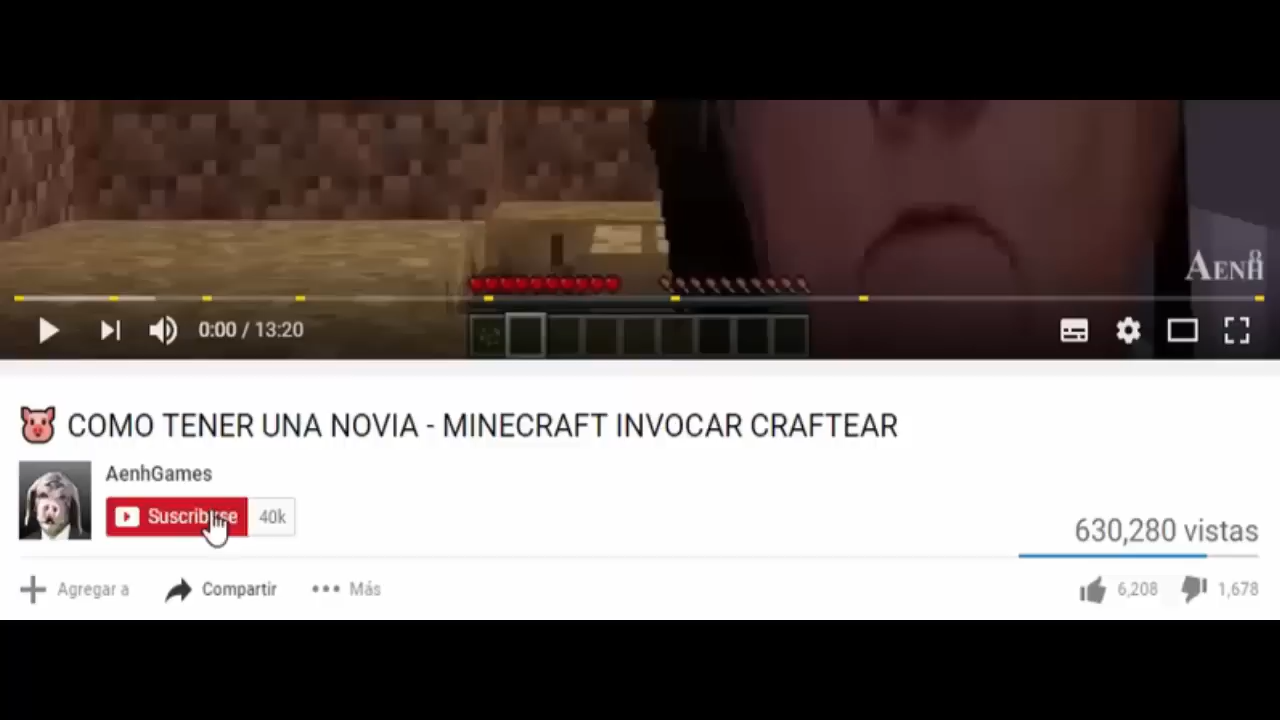 AENH
0:00 / 13:20
COMO TENER UNA NOVIA - MINECRAFT INVOCAR CRAFTEAR
AenhGames
Suscribirse 40k
630,280 vistas
Agregar a Compartir Más 6,208 1,678